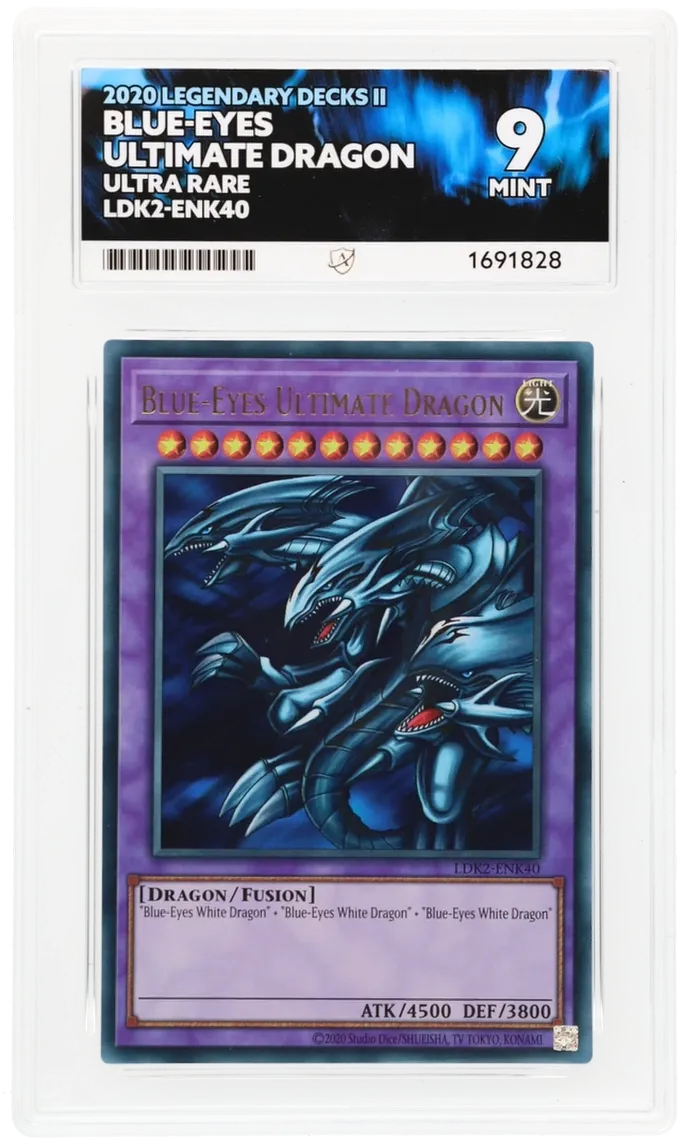 2020 LEGENDARY DECKS II
BLUE-EYES
ULTIMATE DRAGON
ULTRA RARE
LDK2-ENK40
9
MINT
1691828
Blue-Eyes Ultimate Dragon
LIGHT
光
LDK2-ENK40
[Dragon/Fusion]
"Blue-Eyes White Dragon" + "Blue-Eyes White Dragon" + "Blue-Eyes White Dragon"
ATK/4500 DEF/3800
©2020 Studio Dice/SHUEISHA, TV TOKYO, KONAMI